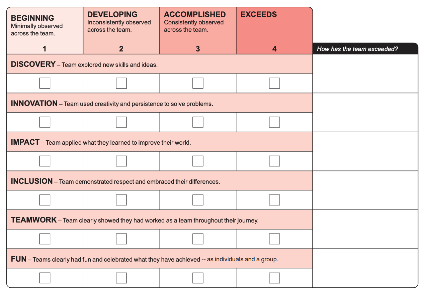 BEGINNING
Minimally observed
across the team.
1
DEVELOPING
Inconsistently observed
across the team.
2
ACCOMPLISHED
Consistently observed
across the team.
3
EXCEEDS
4
How has the team exceeded?
DISCOVERY – Team explored new skills and ideas.
INNOVATION – Team used creativity and persistence to solve problems.
IMPACT Team applied what they learned to improve their world.
INCLUSION – Team demonstrated respect and embraced their differences.
TEAMWORK – Team clearly showed they had worked as a team throughout their journey.
FUN – Teams clearly had fun and celebrated what they have achieved – as individuals and a group.